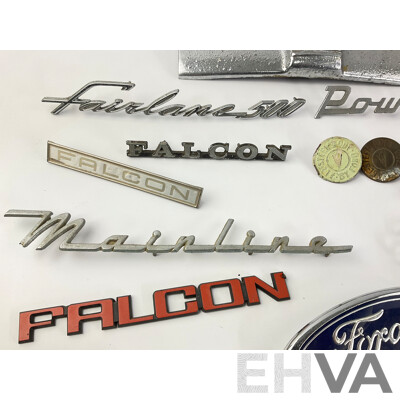 Fairlane 500 Pow
FALCON
FALCON
Mainline
FALCON
Ford
EHVA